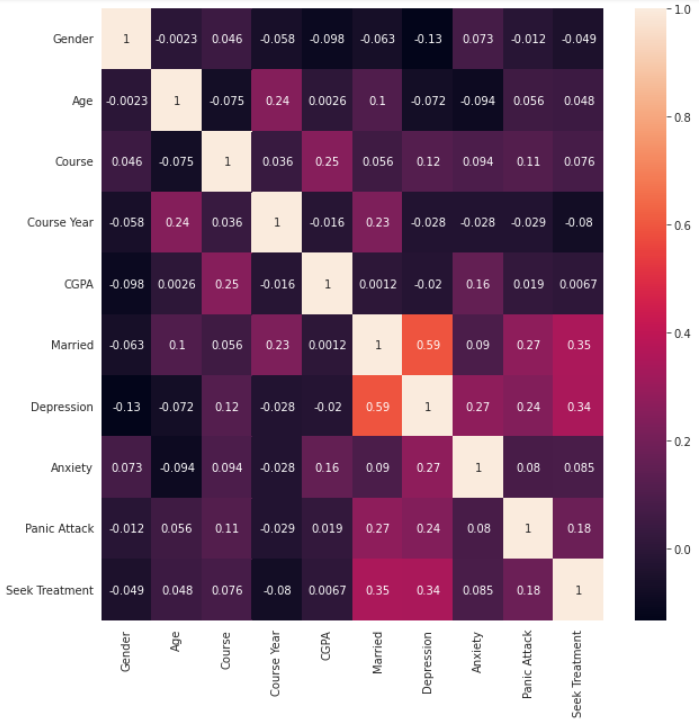 Gender 1 -0.0023 0.046 -0.058 -0.098 -0.063 -0.13 0.073 -0.012 -0.049
Age -0.0023 1 -0.075 0.24 0.0026 0.1 -0.072 -0.094 0.056 0.048
Course 0.046 -0.075 1 0.036 0.25 0.056 0.12 0.094 0.11 0.076
Course Year -0.058 0.24 0.036 1 -0.016 0.23 -0.028 -0.028 -0.029 -0.08
CGPA -0.098 0.0026 0.25 -0.016 1 0.0012 -0.02 0.16 0.019 0.0067
Married -0.063 0.1 0.056 0.23 0.0012 1 0.59 0.09 0.27 0.35
Depression -0.13 -0.072 0.12 -0.028 -0.02 0.59 1 0.27 0.24 0.34
Anxiety 0.073 -0.094 0.094 -0.028 0.16 0.09 0.27 1 0.08 0.085
Panic Attack -0.012 0.056 0.11 -0.029 0.019 0.27 0.24 0.08 1 0.18
Seek Treatment -0.049 0.048 0.076 -0.08 0.0067 0.35 0.34 0.085 0.18 1
Gender
Age
Course
Course Year
CGPA
Married
Depression
Anxiety
Panic Attack
Seek Treatment
1.0
0.8
0.6
0.4
0.2
0.0